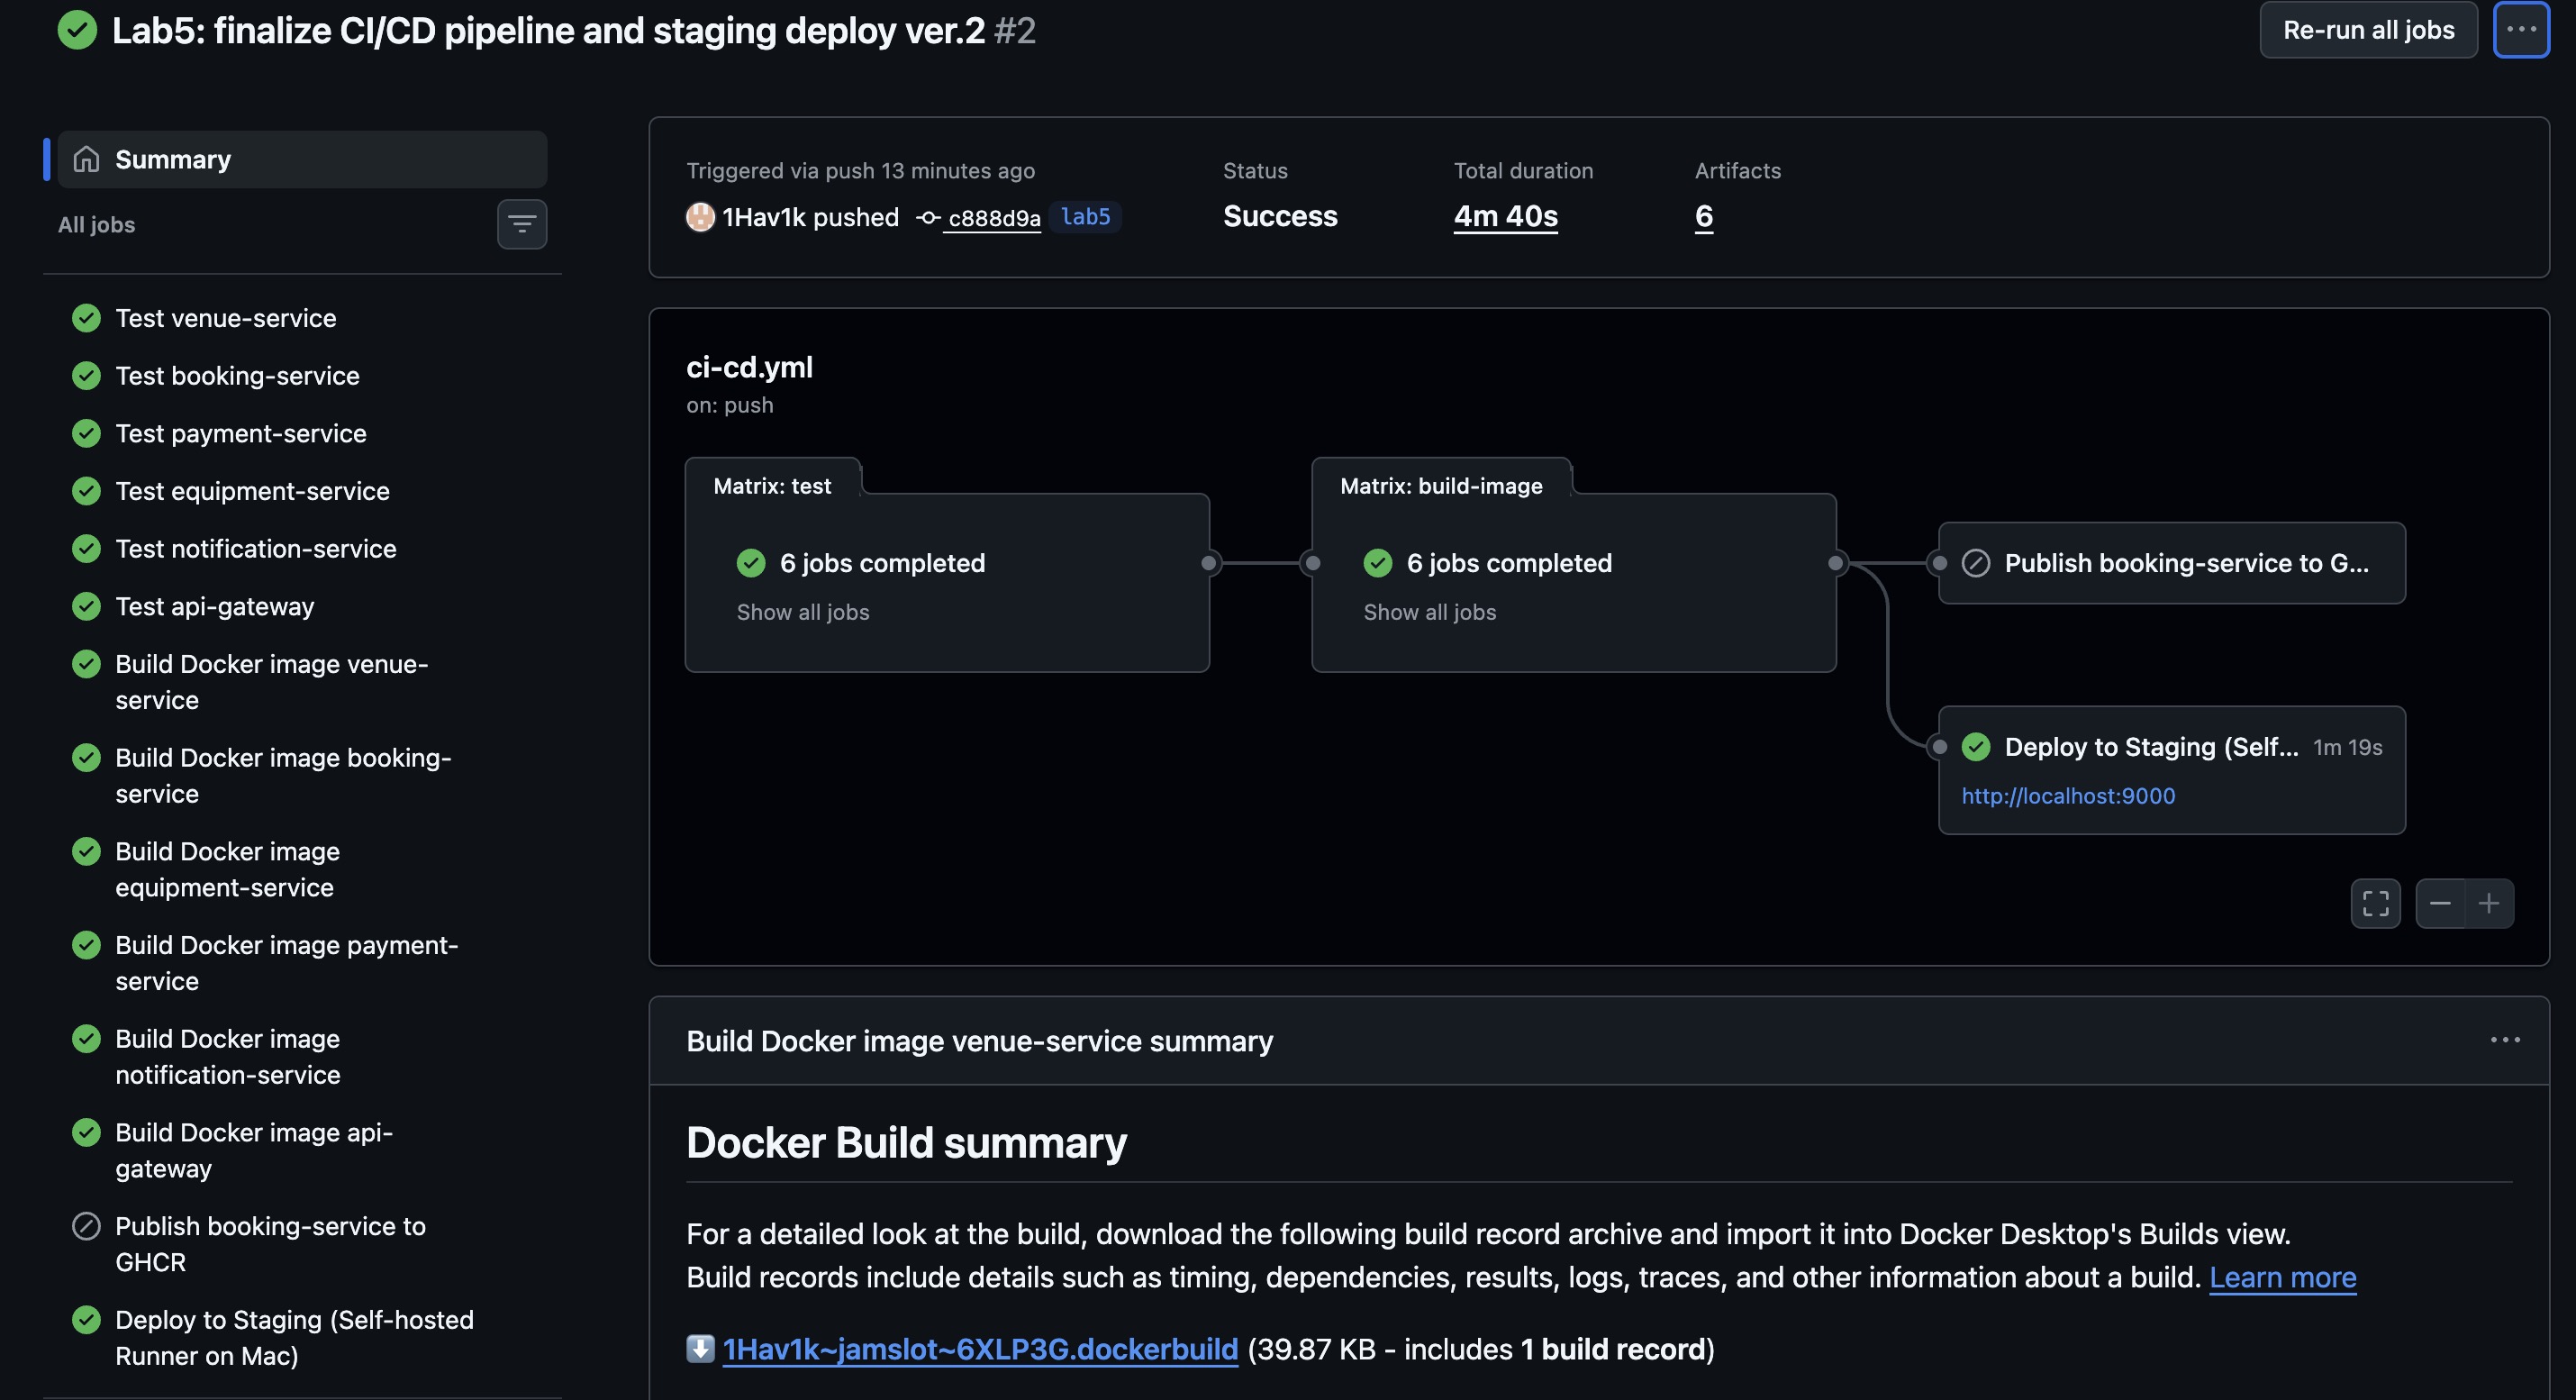 Lab5: finalize CI/CD pipeline and staging deploy ver.2 #2
Re-run all jobs
Summary
All jobs
Test venue-service
Test booking-service
Test payment-service
Test equipment-service
Test notification-service
Test api-gateway
Build Docker image venue-
service
Build Docker image booking-
service
Build Docker image
equipment-service
Build Docker image payment-
service
Build Docker image
notification-service
Build Docker image api-
gateway
Publish booking-service to
GHCR
Deploy to Staging (Self-hosted
Runner on Mac)
Triggered via push 13 minutes ago
1Hav1k pushed c888d9a lab5
Status
Success
Total duration
4m 40s
Artifacts
6
ci-cd.yml
on: push
Matrix: test
6 jobs completed
Show all jobs
Matrix: build-image
6 jobs completed
Show all jobs
Publish booking-service to G...
Deploy to Staging (Self... 1m 19s
http://localhost:9000
Build Docker image venue-service summary
Docker Build summary
For a detailed look at the build, download the following build record archive and import it into Docker Desktop's Builds view.
Build records include details such as timing, dependencies, results, logs, traces, and other information about a build. Learn more
1Hav1k~jamslot~6XLP3G.dockerbuild (39.87 KB - includes 1 build record)